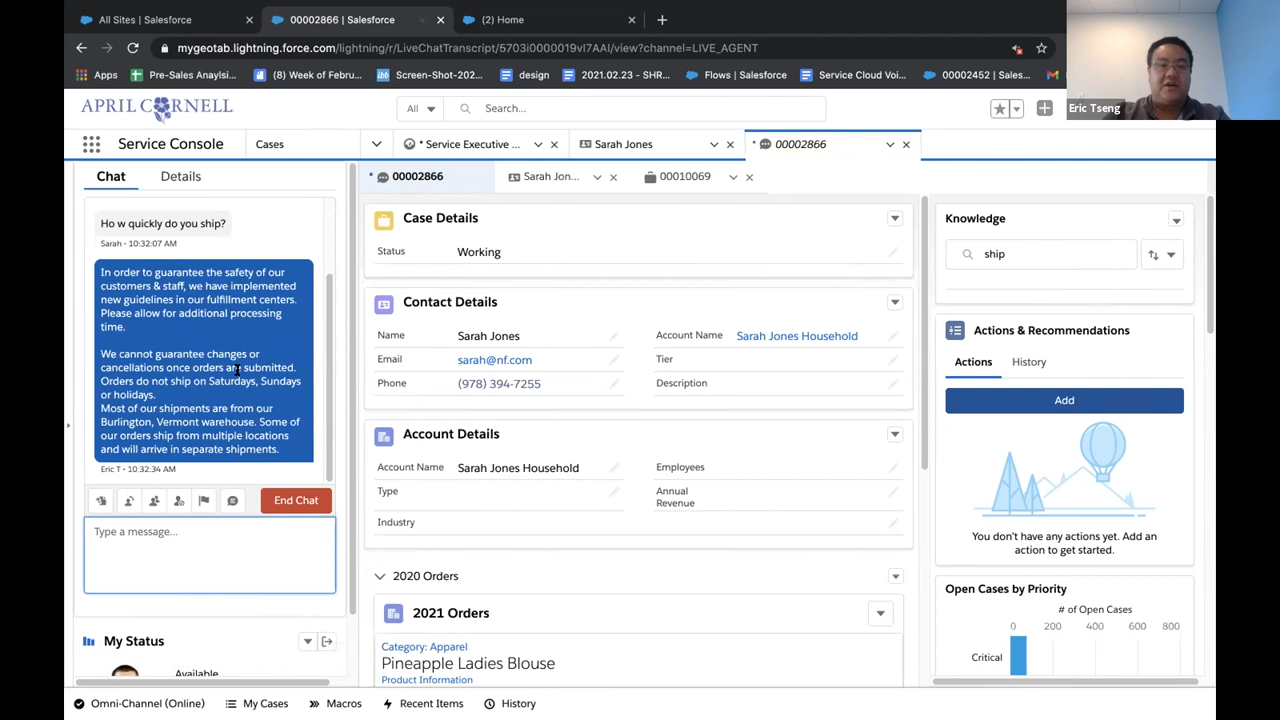 All Sites | Salesforce
00002866 | Salesforce
(2) Home
mygeotab.lightning.force.com/lightning/r/LiveChatTranscript/5703i0000019vI7AAI/view?channel=LIVE_AGENT
Apps
Pre-Sales Anaylsi...
(8) Week of Febru...
Screen-Shot-202...
design
2021.02.23 - SHR...
Flows | Salesforce
Service Cloud Voi...
00002452 | Sales...
Eric Tseng
APRIL CORNELL
All
Search...
Service Console
Cases
* Service Executive ...
Sarah Jones
* 00002866
Chat
Details
* 00002866
Sarah Jon...
00010069
Ho w quickly do you ship?
Sarah • 10:32:07 AM
In order to guarantee the safety of our
customers & staff, we have implemented
new guidelines in our fulfillment centers.
Please allow for additional processing
time.
We cannot guarantee changes or
cancellations once orders are submitted.
Orders do not ship on Saturdays, Sundays
or holidays.
Most of our shipments are from our
Burlington, Vermont warehouse. Some of
our orders ship from multiple locations
and will arrive in separate shipments.
Eric T • 10:32:34 AM
End Chat
Type a message...
My Status
Available
Case Details
Status
Working
Contact Details
Name
Sarah Jones
Account Name
Sarah Jones Household
Email
sarah@nf.com
Tier
Phone
(978) 394-7255
Description
Account Details
Account Name
Sarah Jones Household
Employees
Type
Annual
Revenue
Industry
2020 Orders
2021 Orders
Category: Apparel
Pineapple Ladies Blouse
Product Information
Knowledge
ship
Actions & Recommendations
Actions
History
Add
You don't have any actions yet. Add an
action to get started.
Open Cases by Priority
# of Open Cases
0 200 400 600 800
Critical
Omni-Channel (Online)
My Cases
Macros
Recent Items
History